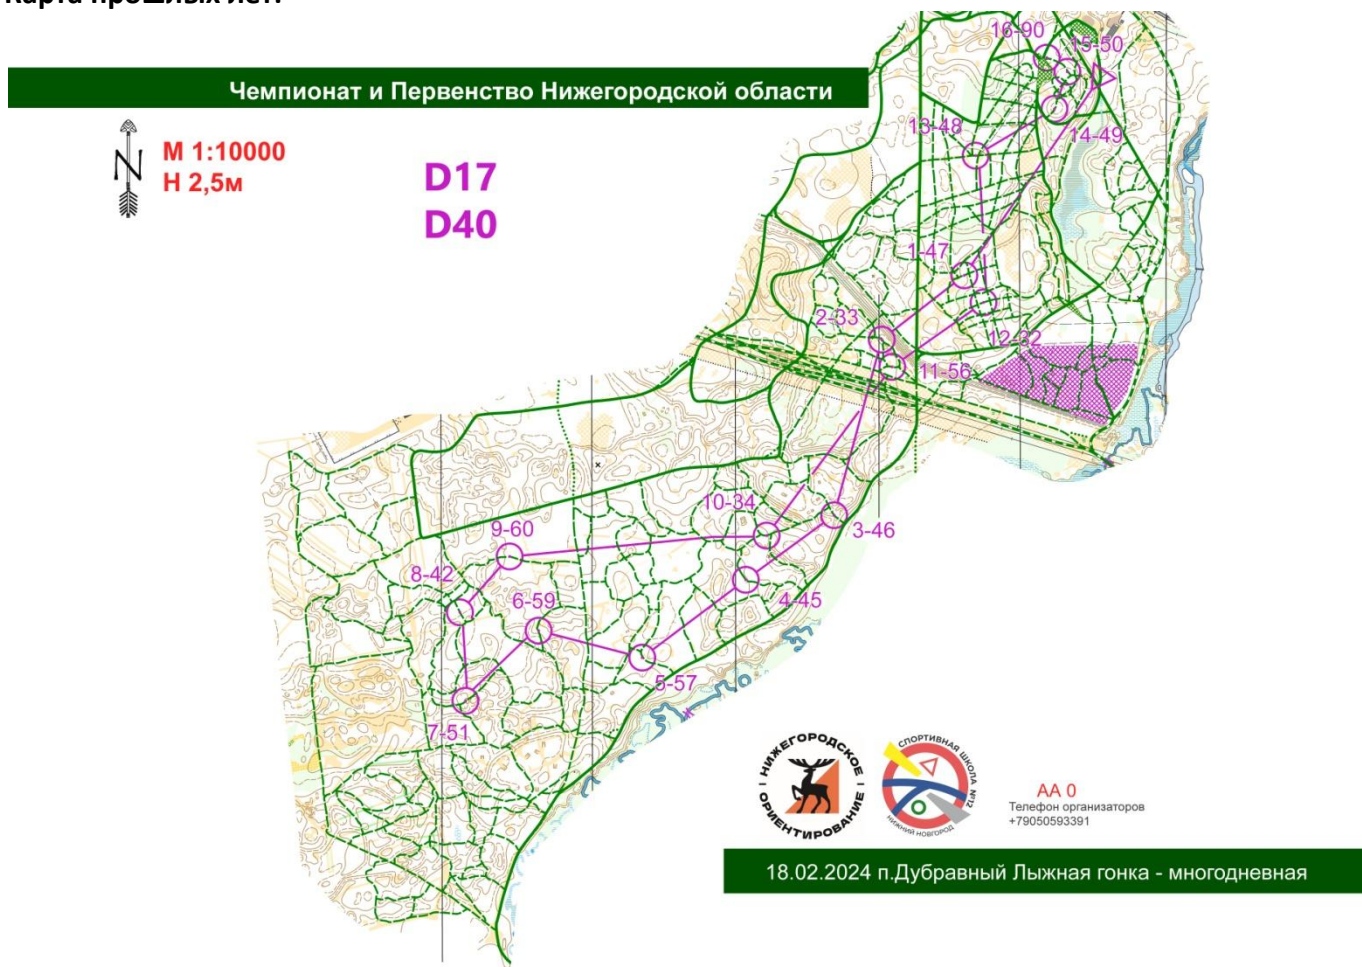 Карта прошлых лет:
Чемпионат и Первенство Нижегородской области
N
М 1:10000
Н 2,5м
D17
D40
16-90
15-50
13-48
14-49
1-47
2-33
12-32
11-56
10-34
3-46
9-60
8-42
6-59
4-45
5-57
7-51
НИЖЕГОРОДСКОЕ
ОРИЕНТИРОВАНИЕ
СПОРТИВНАЯ ШКОЛА №12
НИЖНИЙ НОВГОРОД
АА 0
Телефон организаторов
+79050593391
18.02.2024 п.Дубравный Лыжная гонка - многодневная